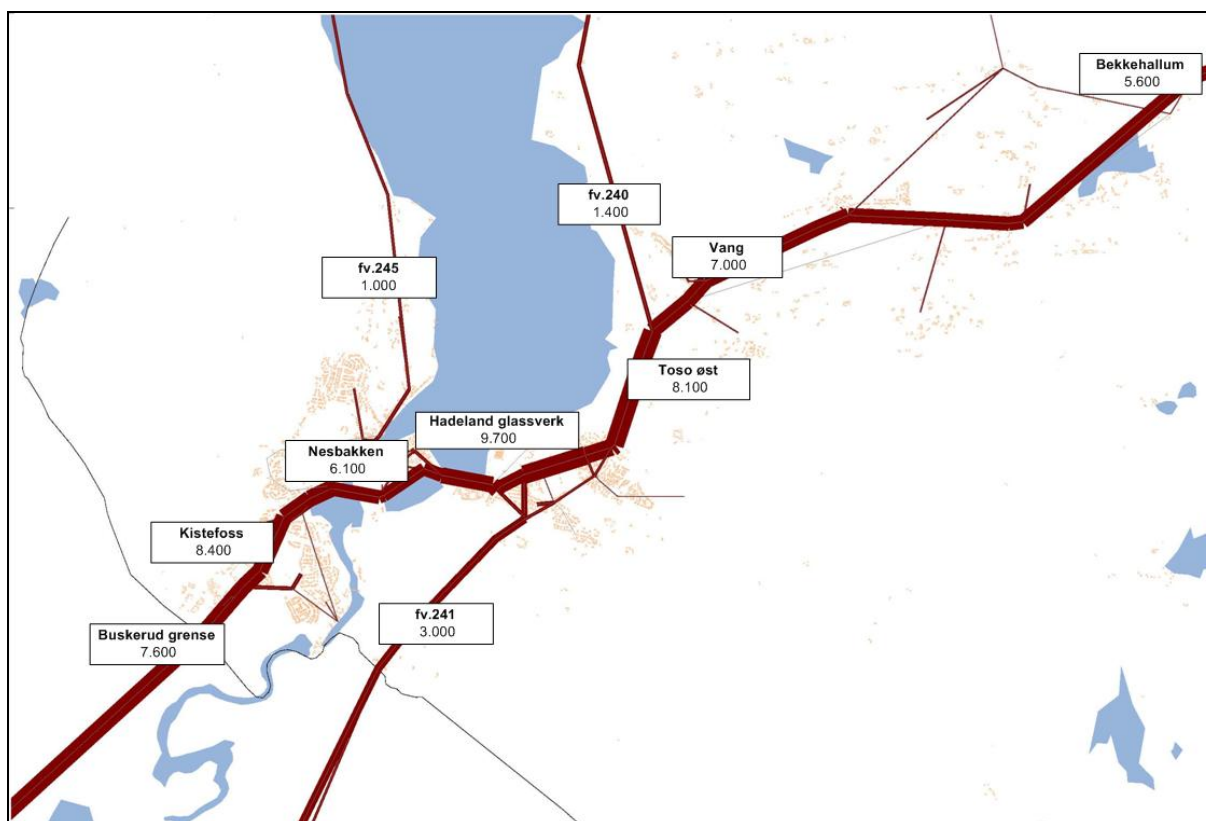 Bekkehallum
5.600
fv.240
1.400
Vang
7.000
fv.245
1.000
Toso øst
8.100
Hadeland glassverk
9.700
Nesbakken
6.100
Kistefoss
8.400
fv.241
3.000
Buskerud grense
7.600